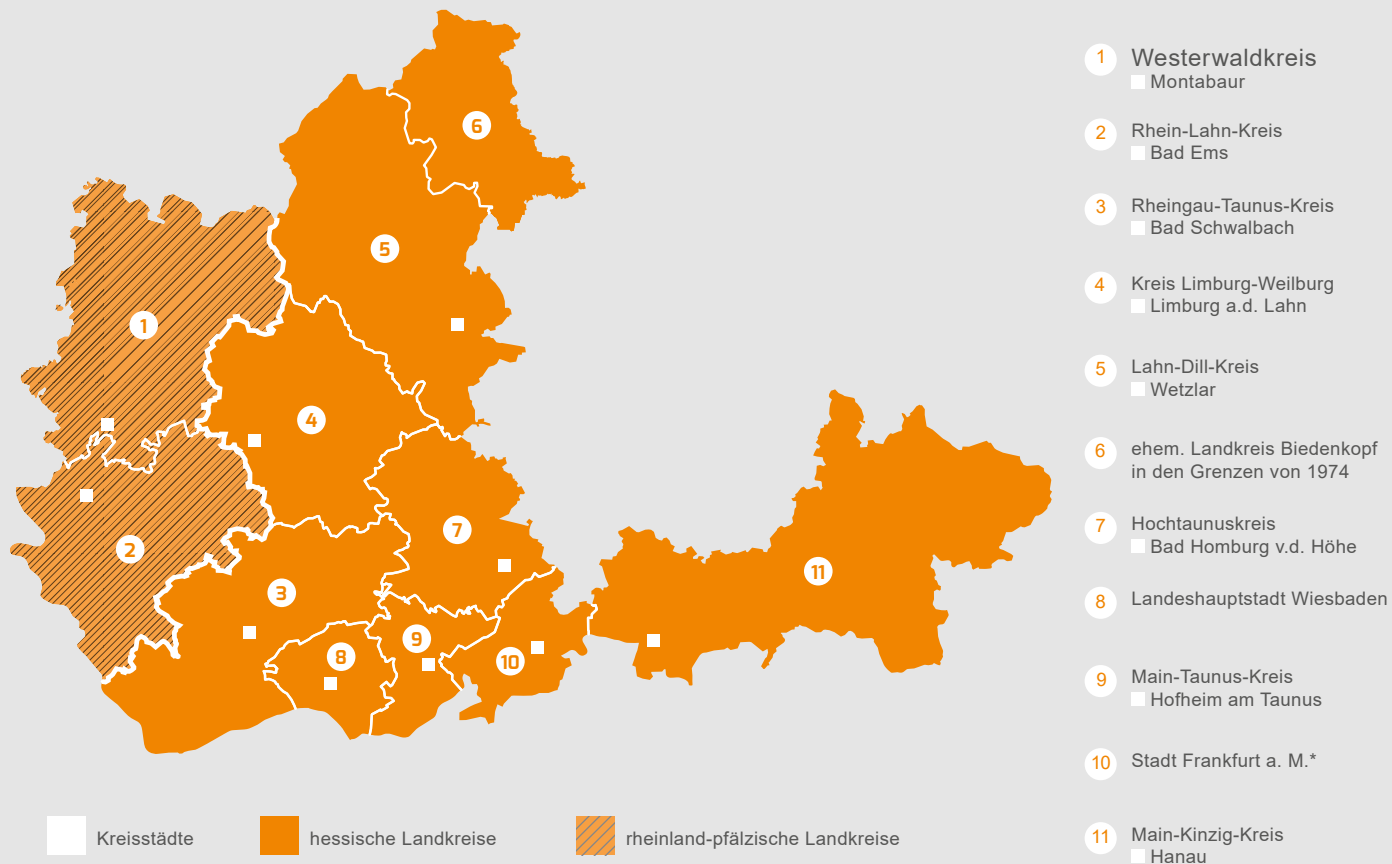 6
5
1
4
7
2
11
3
9
8
10
1 Westerwaldkreis
Montabaur
2 Rhein-Lahn-Kreis
Bad Ems
3 Rheingau-Taunus-Kreis
Bad Schwalbach
4 Kreis Limburg-Weilburg
Limburg a.d. Lahn
5 Lahn-Dill-Kreis
Wetzlar
6 ehem. Landkreis Biedenkopf
in den Grenzen von 1974
7 Hochtaunuskreis
Bad Homburg v.d. Höhe
8 Landeshauptstadt Wiesbaden
9 Main-Taunus-Kreis
Hofheim am Taunus
10 Stadt Frankfurt a. M.*
11 Main-Kinzig-Kreis
Hanau
Kreisstädte
hessische Landkreise
rheinland-pfälzische Landkreise